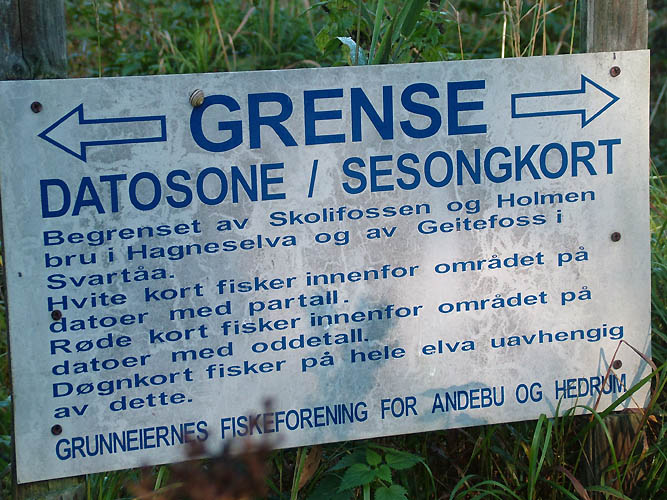 GRENSE
DATOSONE / SESONGKORT
Begrenset av Skolifossen og Holmen
bru i Hagneselva og av Geitefoss i
Svartåa.
Hvite kort fisker innenfor området på
datoer med partall.
Røde kort fisker innenfor området på
datoer med oddetall.
Døgnkort fisker på hele elva uavhengig
av dette.
GRUNNEIERNES FISKEFORENING FOR ANDEBU OG HEDRUM